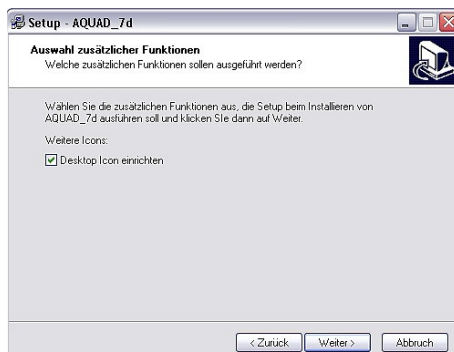 Setup - AQUAD_7d
Auswahl zusätzlicher Funktionen
Welche zusätzlichen Funktionen sollen ausgeführt werden?
Wählen Sie die zusätzlichen Funktionen aus, die Setup beim Installieren von
AQUAD_7d ausführen soll und klicken SIe dann auf Weiter.
Weitere Icons:
Desktop Icon einrichten
< Zurück Weiter > Abbruch